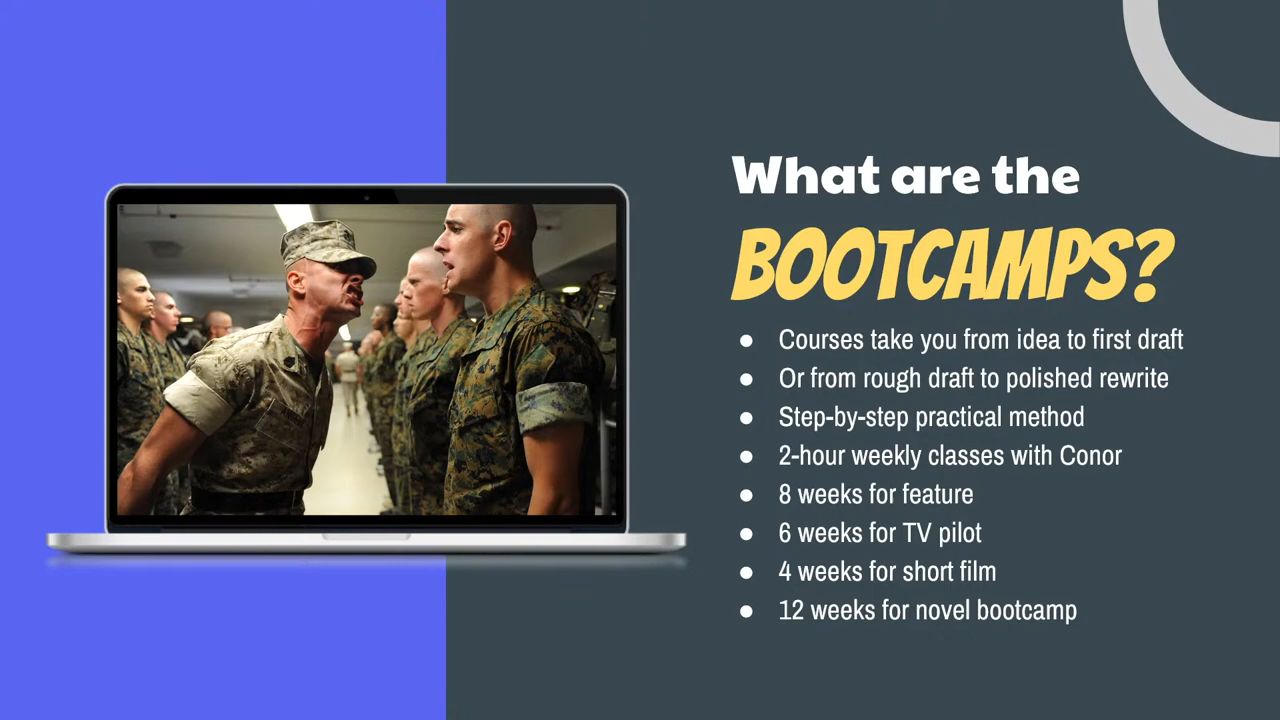 What are the
BOOTCAMPS?
● Courses take you from idea to first draft
● Or from rough draft to polished rewrite
● Step-by-step practical method
● 2-hour weekly classes with Conor
● 8 weeks for feature
● 6 weeks for TV pilot
● 4 weeks for short film
● 12 weeks for novel bootcamp